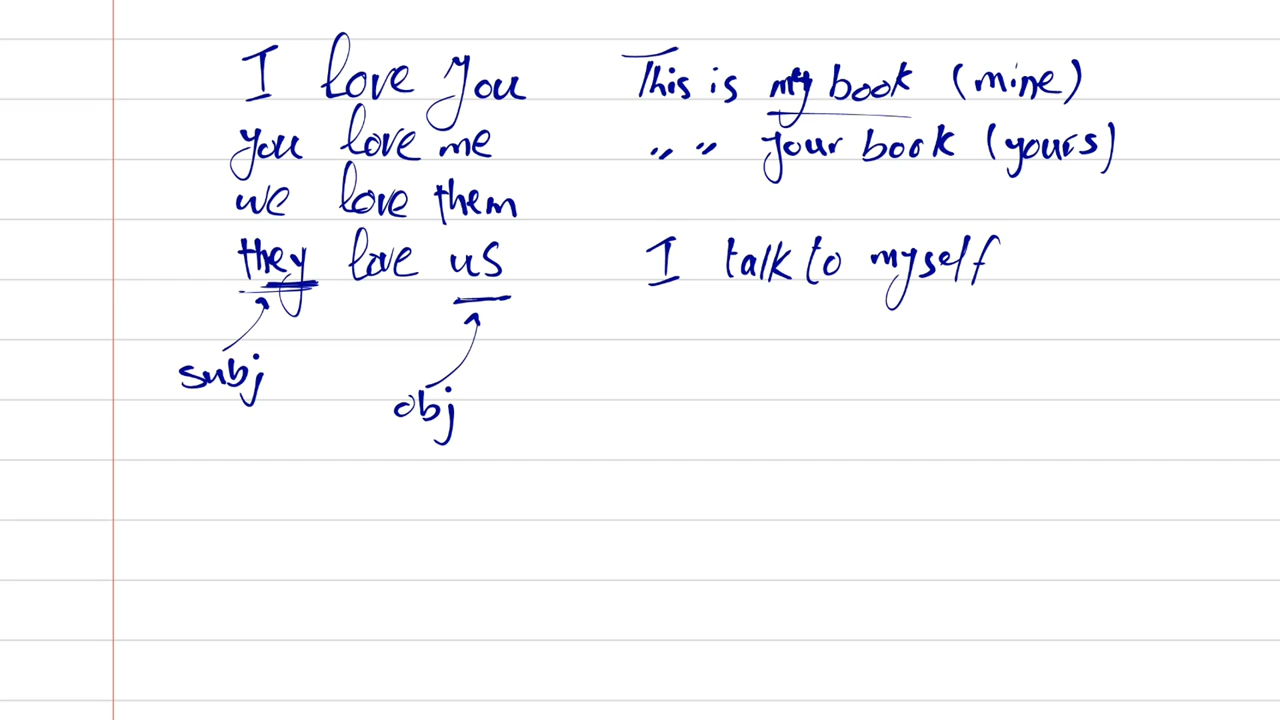 I love you
you love me
we love them
they love us
subj
obj
This is my book (mine)
" " your book (yours)
I talk to myself